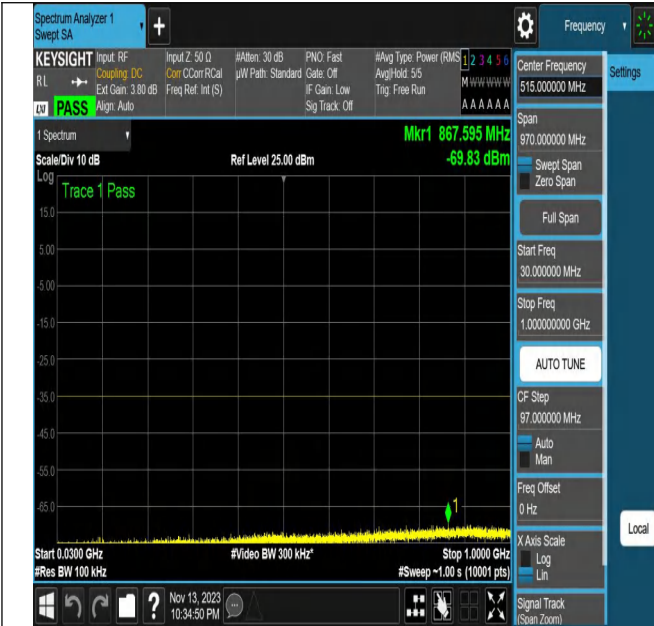 Spectrum Analyzer 1
Swept SA
+
Frequency
KEYSIGHT
RL
PASS
Input: RF
Coupling: DC
Ext Gain: 3.80 dB
Align: Auto
Input Z: 50 Ω
Corr CCorr RCal
Freq Ref: Int (S)
#Atten: 30 dB
µW Path: Standard
PNO: Fast
Gate: Off
IF Gain: Low
Sig Track: Off
#Avg Type: Power (RMS
Avg|Hold: 5/5
Trig: Free Run
1 2 3 4 5 6
M W W W W W
A A A A A A
1 Spectrum
Scale/Div 10 dB
Ref Level 25.00 dBm
Mkr1 867.595 MHz
-69.83 dBm
Log
Trace 1 Pass
15.0
5.00
-5.00
-15.0
-25.0
-35.0
-45.0
-55.0
-65.0
1
Start 0.0300 GHz
#Res BW 100 kHz
#Video BW 300 kHz*
Stop 1.0000 GHz
#Sweep ~1.00 s (10001 pts)
Nov 13, 2023
10:34:50 PM
Center Frequency
515.000000 MHz
Span
970.000000 MHz
Swept Span
Zero Span
Full Span
Start Freq
30.000000 MHz
Stop Freq
1.000000000 GHz
AUTO TUNE
CF Step
97.000000 MHz
Auto
Man
Freq Offset
0 Hz
X Axis Scale
Log
Lin
Signal Track
(Span Zoom)
Settings
Local